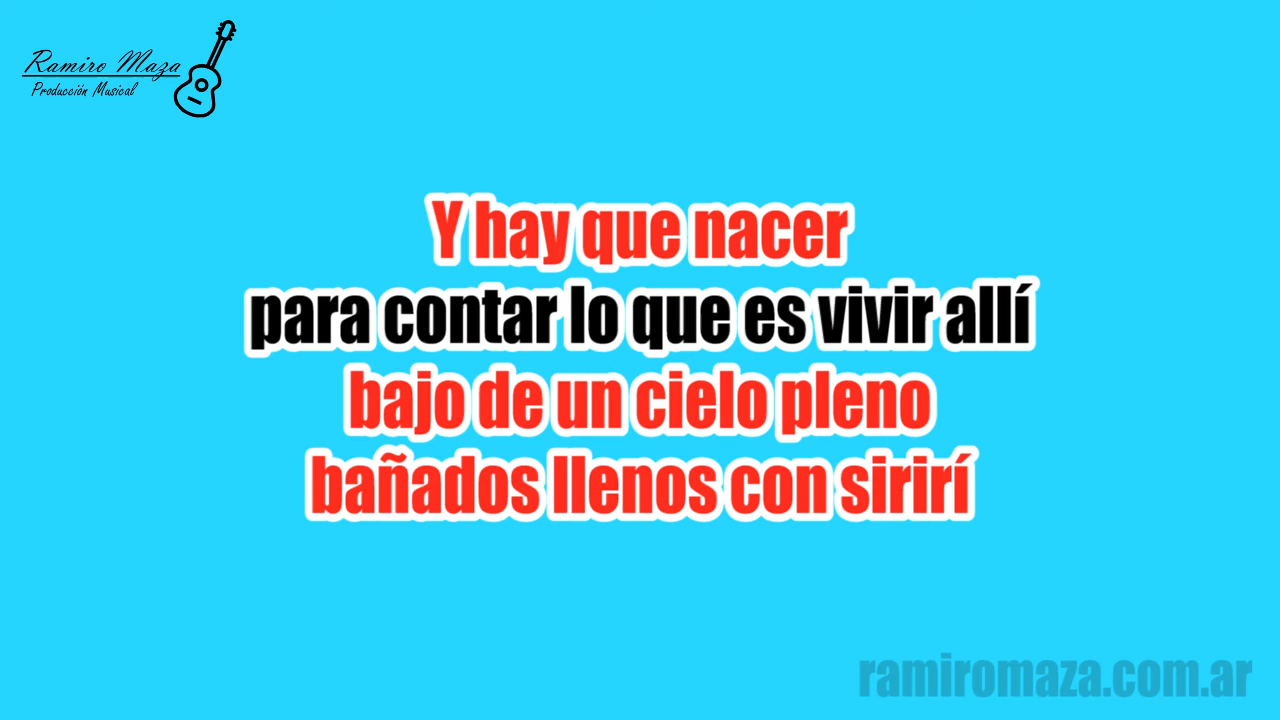 Ramiro Maza
Producción Musical
Y hay que nacer
para contar lo que es vivir allí
bajo de un cielo pleno
bañados llenos con sirirí
ramiromaza.com.ar